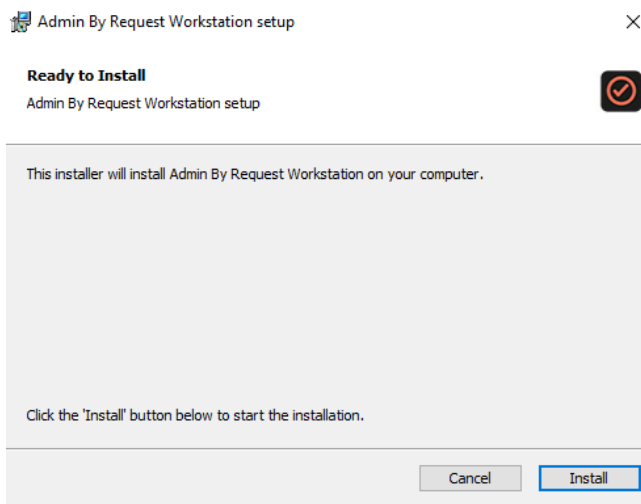 Admin By Request Workstation setup
Ready to Install
Admin By Request Workstation setup
This installer will install Admin By Request Workstation on your computer.
Click the 'Install' button below to start the installation.
Cancel
Install